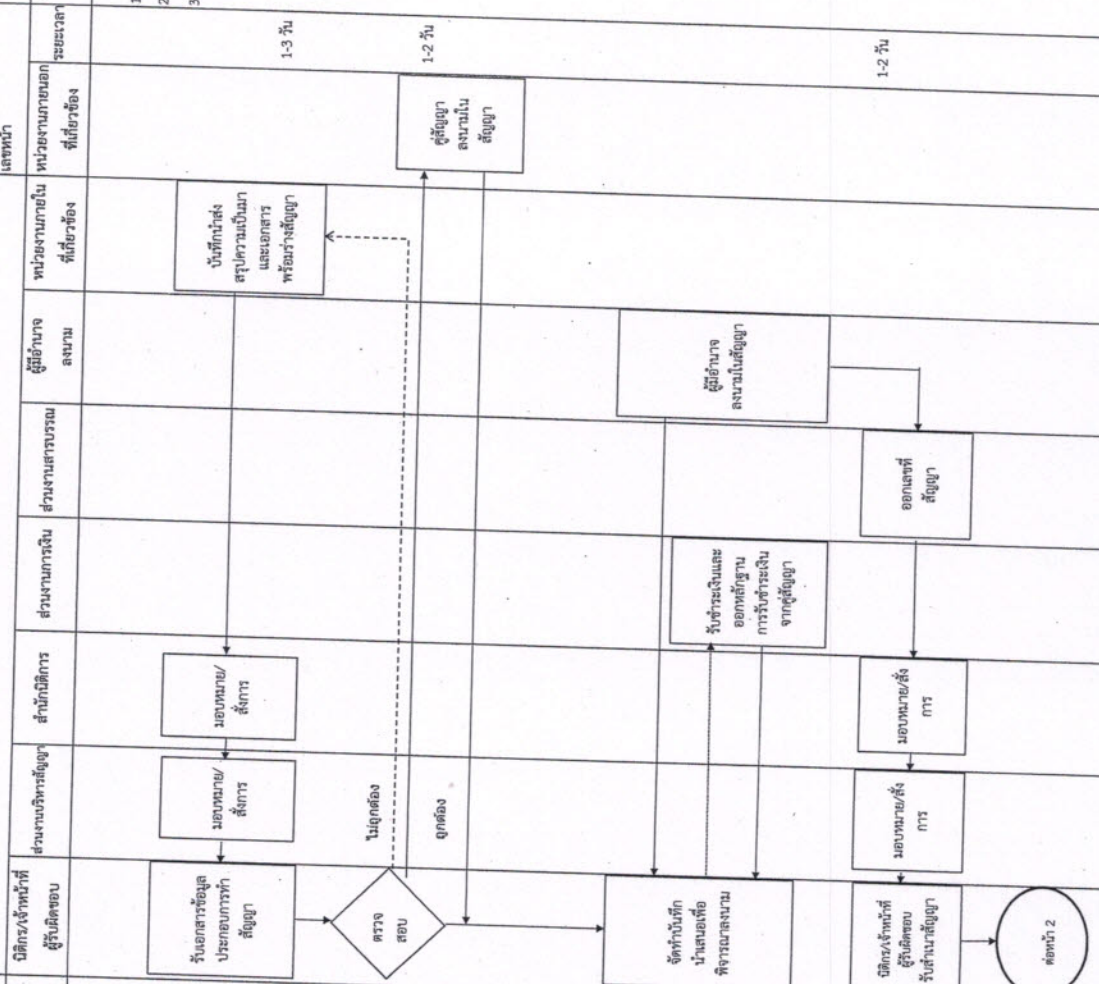 เลขหน้า
นิติกร/เจ้าหน้าที่
ผู้รับผิดชอบ
ส่วนงานบริหารสัญญา
สำนักนิติการ
ส่วนงานการเงิน
ส่วนงานสารบรรณ
ผู้มีอำนาจ
ลงนาม
หน่วยงานภายใน
ที่เกี่ยวข้อง
หน่วยงานภายนอก
ที่เกี่ยวข้อง
ระยะเวลา
1
2
3
รับเอกสารข้อมูล
ประกอบการทำ
สัญญา
มอบหมาย/
สั่งการ
มอบหมาย/
สั่งการ
บันทึกนำส่ง
สรุปความเป็นมา
และเอกสาร
พร้อมร่างสัญญา
1-3 วัน
ตรวจ
สอบ
ไม่ถูกต้อง
ถูกต้อง
คู่สัญญา
ลงนามใน
สัญญา
1-2 วัน
จัดทำบันทึก
นำเสนอเพื่อ
พิจารณาลงนาม
รับชำระเงินและ
ออกหลักฐาน
การรับชำระเงิน
จากคู่สัญญา
ผู้มีอำนาจ
ลงนามในสัญญา
นิติกร/เจ้าหน้าที่
ผู้รับผิดชอบ
รับสำเนาสัญญา
มอบหมาย/สั่ง
การ
มอบหมาย/สั่ง
การ
ออกเลขที่
สัญญา
1-2 วัน
ต่อหน้า 2